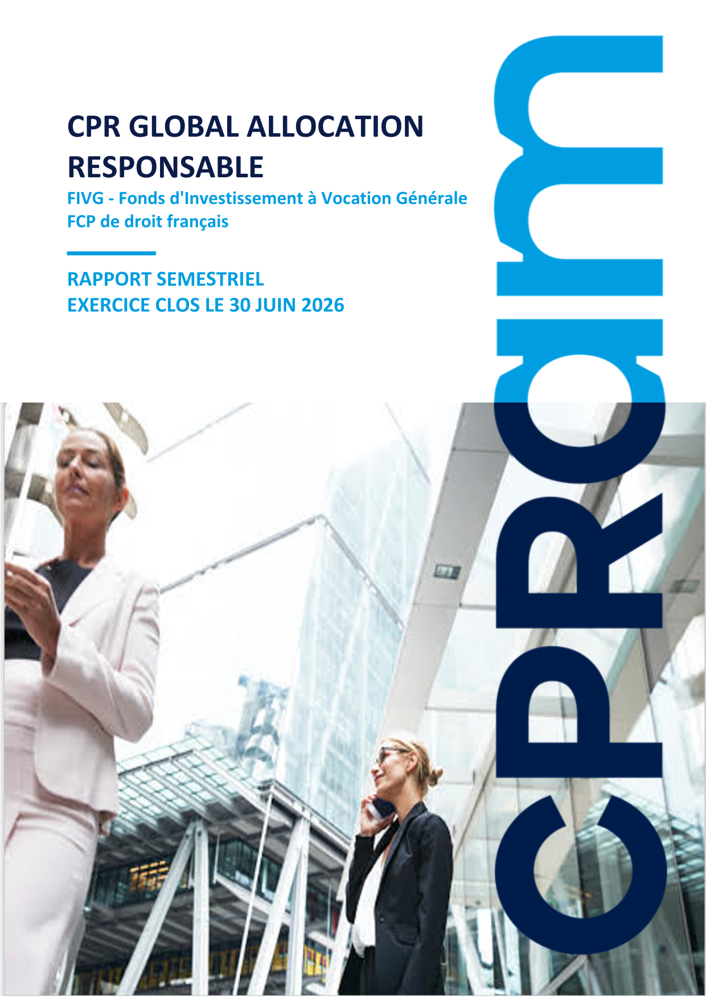 CPR GLOBAL ALLOCATION
RESPONSABLE
FIVG - Fonds d'Investissement à Vocation Générale
FCP de droit français
RAPPORT SEMESTRIEL
EXERCICE CLOS LE 30 JUIN 2026
CPRam